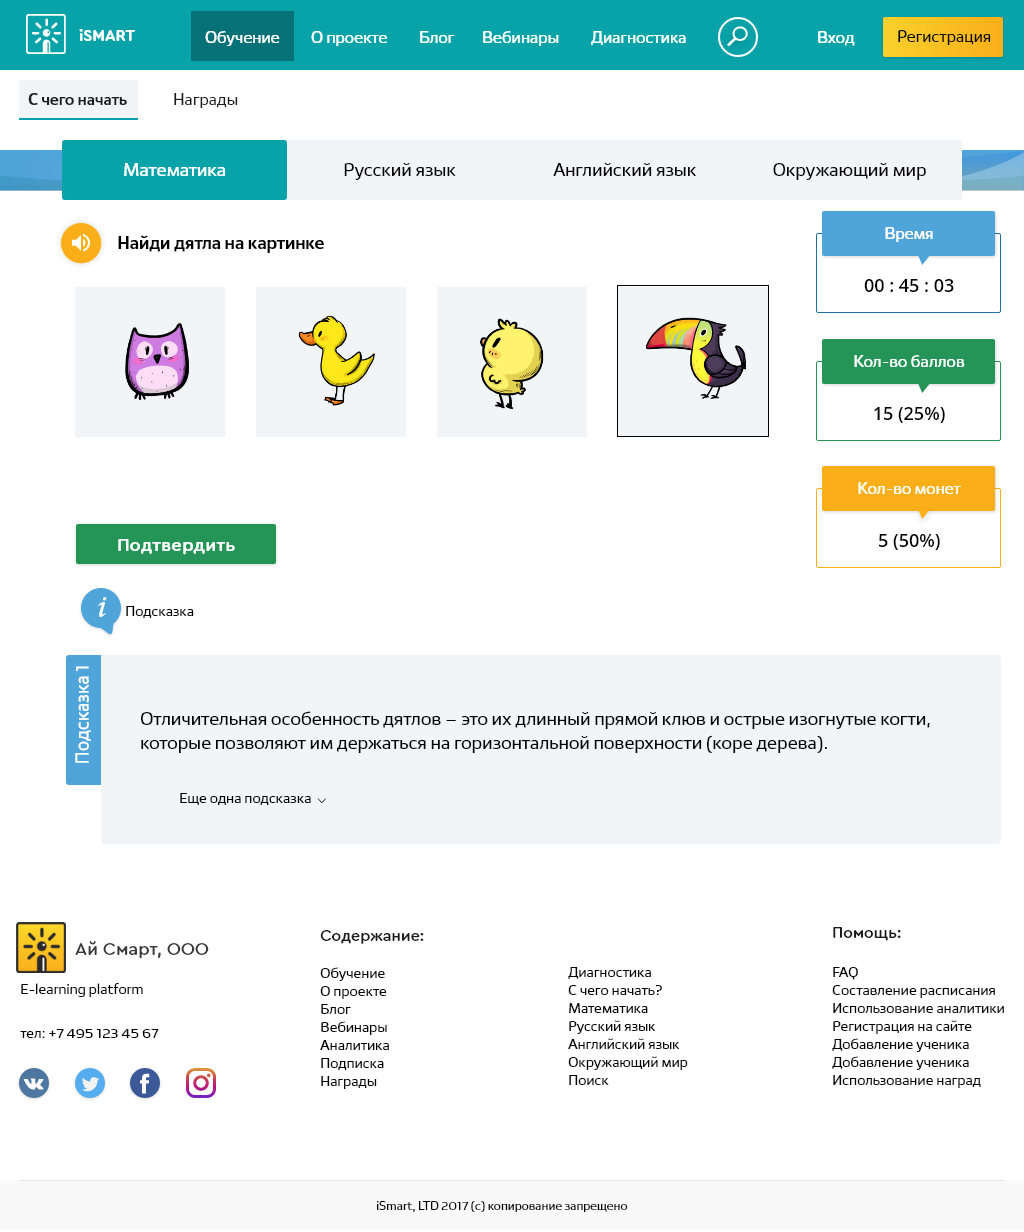 iSMART
Обучение
О проекте
Блог
Вебинары
Диагностика
Вход
Регистрация
С чего начать
Награды
Математика
Русский язык
Английский язык
Окружающий мир
Найди дятла на картинке
Время
00 : 45 : 03
Кол-во баллов
15 (25%)
Кол-во монет
5 (50%)
Подтвердить
i
Подсказка
Подсказка 1
Отличительная особенность дятлов – это их длинный прямой клюв и острые изогнутые когти,
которые позволяют им держаться на горизонтальной поверхности (коре дерева).
Еще одна подсказка
Ай Смарт, ООО
E-learning platform
тел: +7 495 123 45 67
Содержание:
Обучение
О проекте
Блог
Вебинары
Аналитика
Подписка
Награды
Диагностика
С чего начать?
Математика
Русский язык
Английский язык
Окружающий мир
Поиск
Помощь:
FAQ
Составление расписания
Использование аналитики
Регистрация на сайте
Добавление ученика
Добавление ученика
Использование наград
iSmart, LTD 2017 (c) копирование запрещено